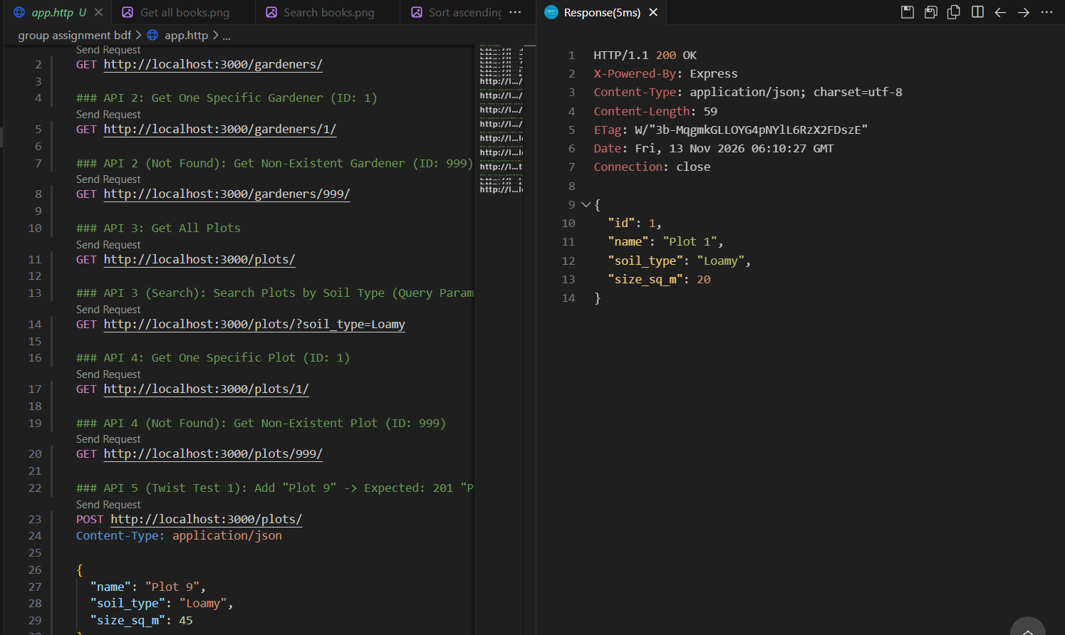 app.http U
Get all books.png
Search books.png
Sort ascending
Response(5ms)
group assignment bdf > app.http > ...
Send Request
2 GET http://localhost:3000/gardeners/
3
4 ### API 2: Get One Specific Gardener (ID: 1)
Send Request
5 GET http://localhost:3000/gardeners/1/
6
7 ### API 2 (Not Found): Get Non-Existent Gardener (ID: 999)
Send Request
8 GET http://localhost:3000/gardeners/999/
9
10 ### API 3: Get All Plots
Send Request
11 GET http://localhost:3000/plots/
12
13 ### API 3 (Search): Search Plots by Soil Type (Query Param
Send Request
14 GET http://localhost:3000/plots/?soil_type=Loamy
15
16 ### API 4: Get One Specific Plot (ID: 1)
Send Request
17 GET http://localhost:3000/plots/1/
18
19 ### API 4 (Not Found): Get Non-Existent Plot (ID: 999)
Send Request
20 GET http://localhost:3000/plots/999/
21
22 ### API 5 (Twist Test 1): Add "Plot 9" -> Expected: 201 "P
Send Request
23 POST http://localhost:3000/plots/
24 Content-Type: application/json
25
26 {
27 "name": "Plot 9",
28 "soil_type": "Loamy",
29 "size_sq_m": 45
1 HTTP/1.1 200 OK
2 X-Powered-By: Express
3 Content-Type: application/json; charset=utf-8
4 Content-Length: 59
5 ETag: W/"3b-MqgmkGLLOYG4pNYlL6RzX2FDszE"
6 Date: Fri, 13 Nov 2026 06:10:27 GMT
7 Connection: close
8
9 {
10 "id": 1,
11 "name": "Plot 1",
12 "soil_type": "Loamy",
13 "size_sq_m": 20
14 }